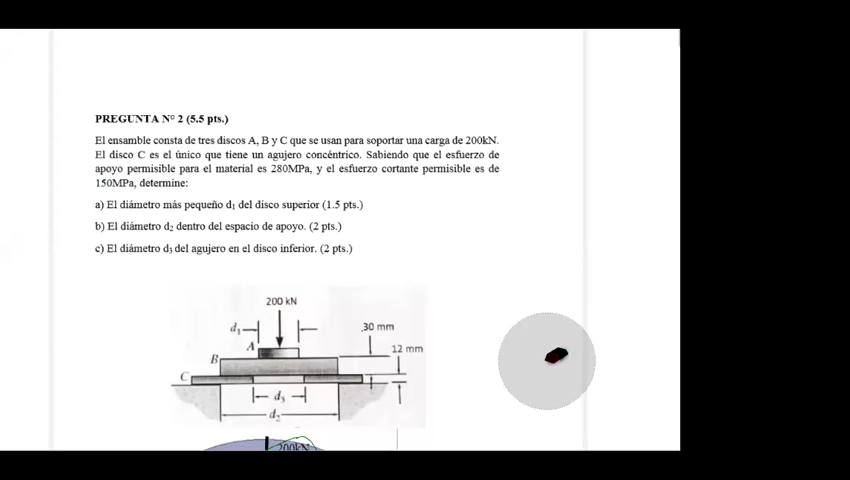 PREGUNTA Nº 2 (5.5 pts.)
El ensamble consta de tres discos A, B y C que se usan para soportar una carga de 200kN.
El disco C es el único que tiene un agujero concéntrico. Sabiendo que el esfuerzo de
apoyo permisible para el material es 280MPa, y el esfuerzo cortante permisible es de
150MPa, determine:
a) El diámetro más pequeño d₁ del disco superior (1.5 pts.)
b) El diámetro d₂ dentro del espacio de apoyo. (2 pts.)
c) El diámetro d₃ del agujero en el disco inferior. (2 pts.)
200 kN
d₁
30 mm
A
12 mm
B
C
d₃
d₂
200kN